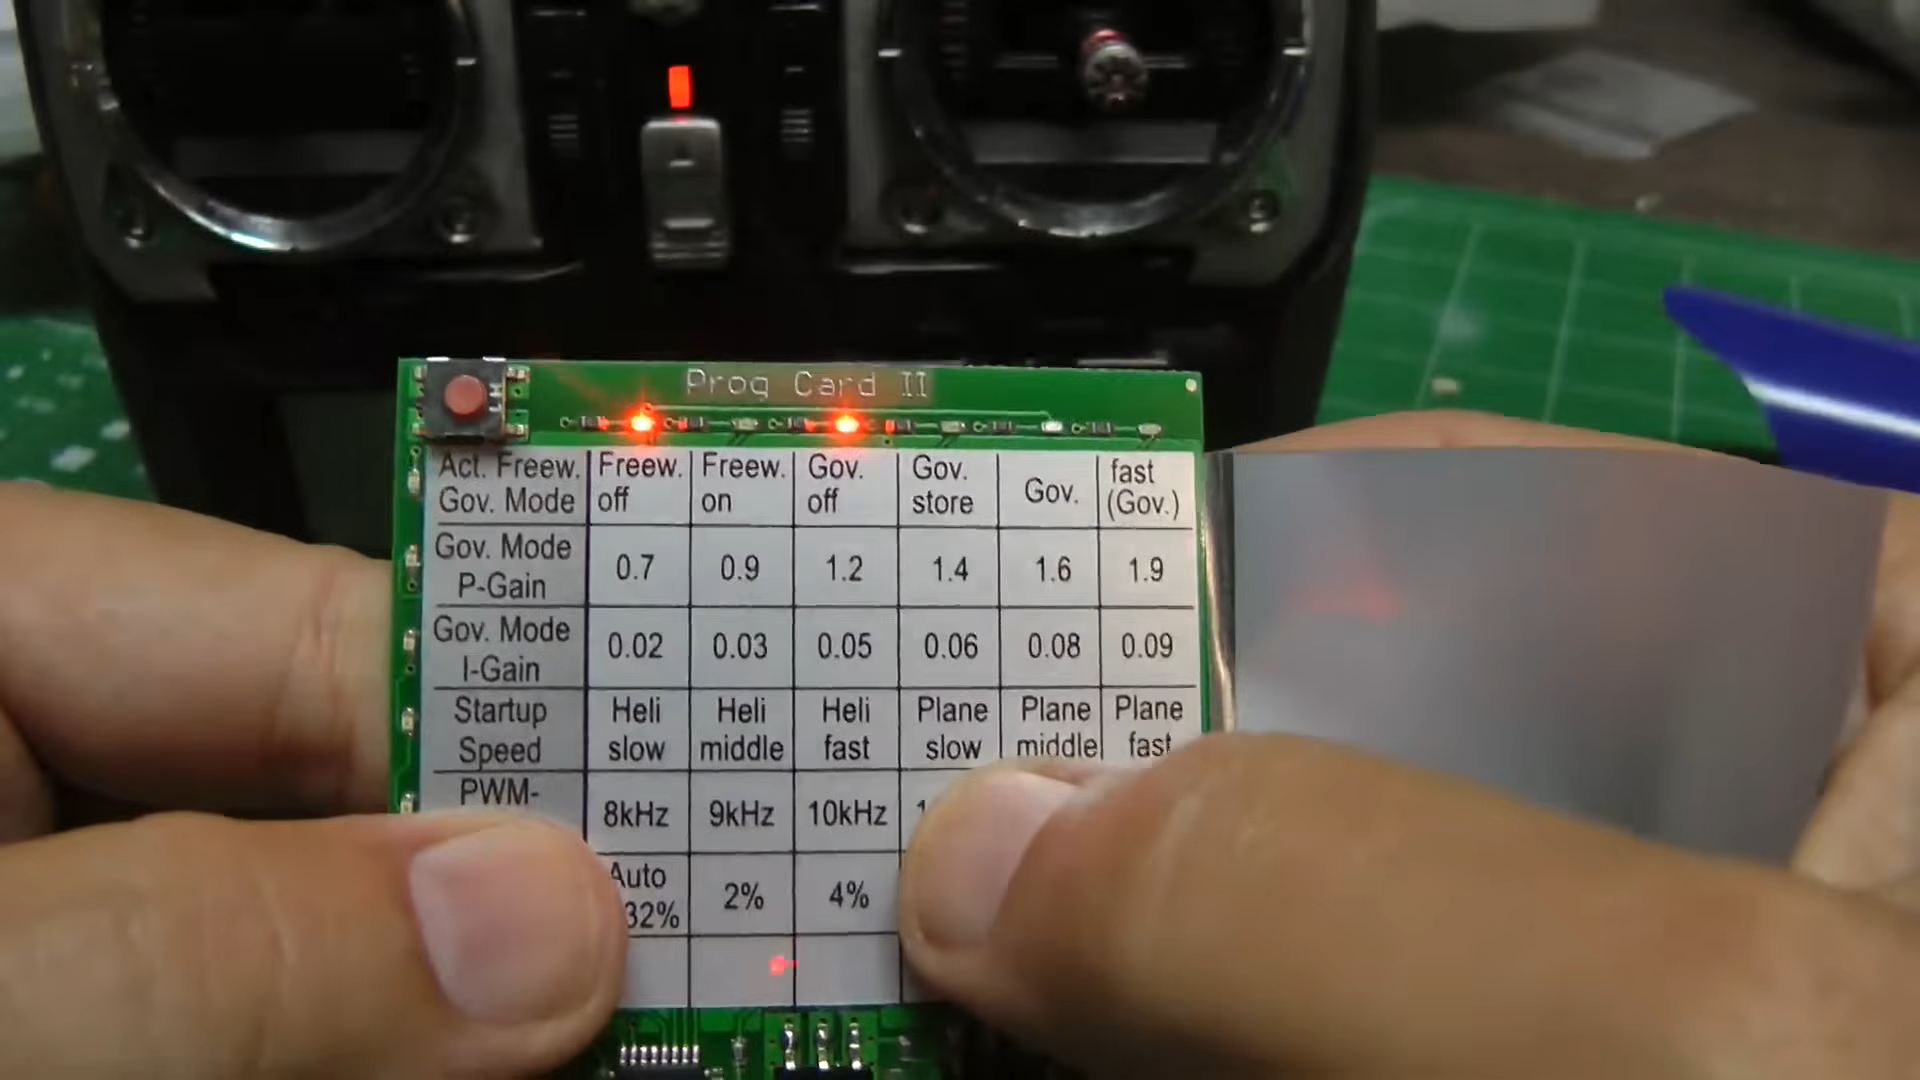 Prog Card II
Act. Freew. Gov. Mode
Freew. off
Freew. on
Gov. off
Gov. store
Gov.
fast (Gov.)
Gov. Mode P-Gain
0.7
0.9
1.2
1.4
1.6
1.9
Gov. Mode I-Gain
0.02
0.03
0.05
0.06
0.08
0.09
Startup Speed
Heli slow
Heli middle
Heli fast
Plane slow
Plane middle
Plane fast
PWM-
8kHz
9kHz
10kHz
Auto
32%
2%
4%